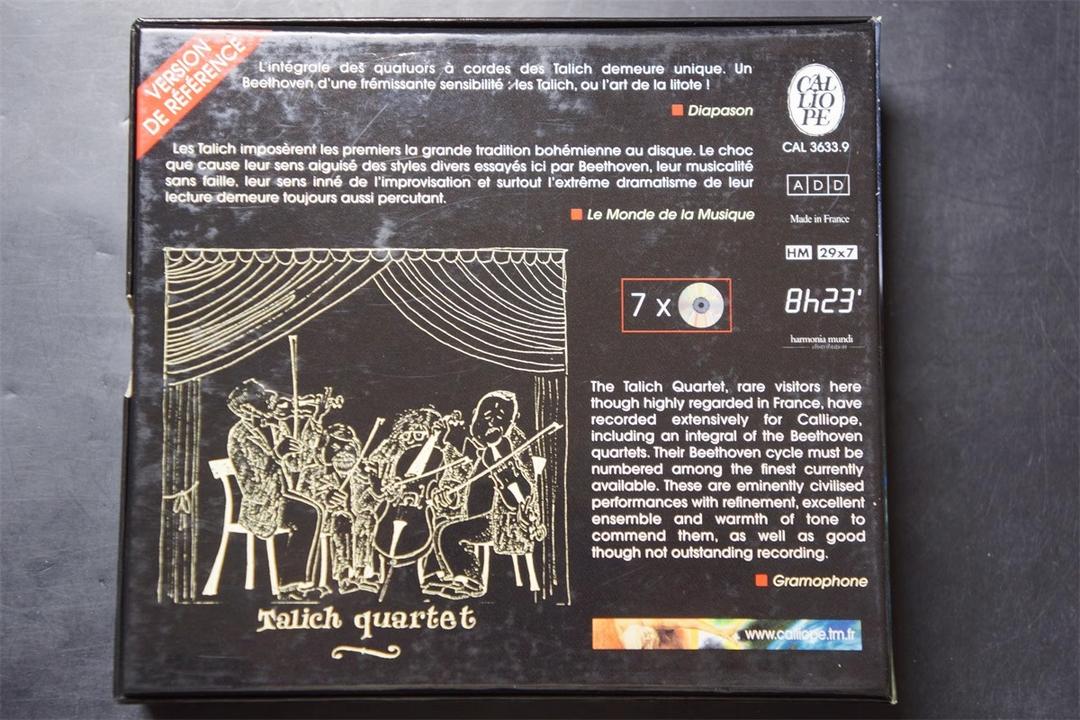 VERSION
DE RÉFÉRENCE
L'intégrale des quatuors à cordes des Talich demeure unique. Un
Beethoven d'une frémissante sensibilité : les Talich, ou l'art de la litote !
Diapason
Les Talich imposèrent les premiers la grande tradition bohémienne au disque. Le choc
que cause leur sens aiguisé des styles divers essayés ici par Beethoven, leur musicalité
sans faille, leur sens inné de l'improvisation et surtout l'extrême dramatisme de leur
lecture demeure toujours aussi percutant.
Le Monde de la Musique
CAL
LIO
PE
CAL 3633.9
ADD
Made in France
HM 29x7
7 x
8h23'
harmonia mundi
distribution
The Talich Quartet, rare visitors here
though highly regarded in France, have
recorded extensively for Calliope,
including an integral of the Beethoven
quartets. Their Beethoven cycle must be
numbered among the finest currently
available. These are eminently civilised
performances with refinement, excellent
ensemble and warmth of tone to
commend them, as well as good
though not outstanding recording.
Gramophone
Talich quartet
www.calliope.tm.fr